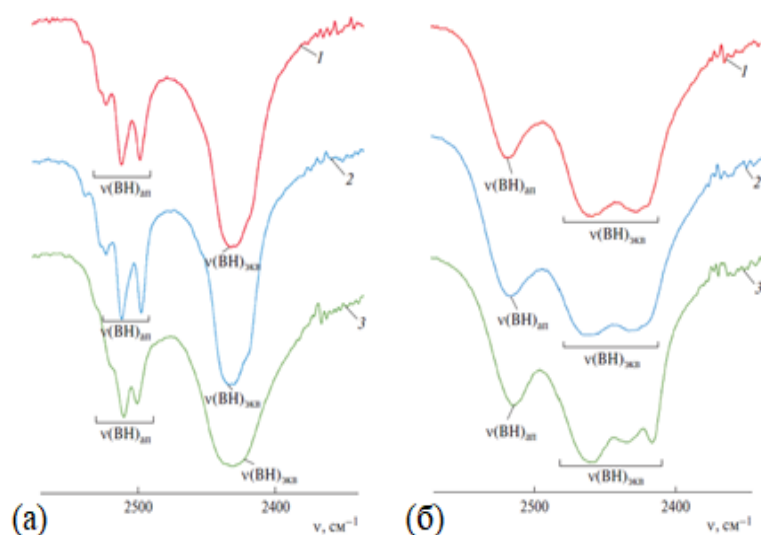 1
ν(BH)ап
2
ν(BH)экв
ν(BH)ап
3
ν(BH)экв
ν(BH)ап
ν(BH)экв
2500
2400
(а)
ν, см⁻¹
1
ν(BH)ап
2
ν(BH)экв
ν(BH)ап
3
ν(BH)экв
ν(BH)ап
ν(BH)экв
2500
2400
(б)
ν, см⁻¹